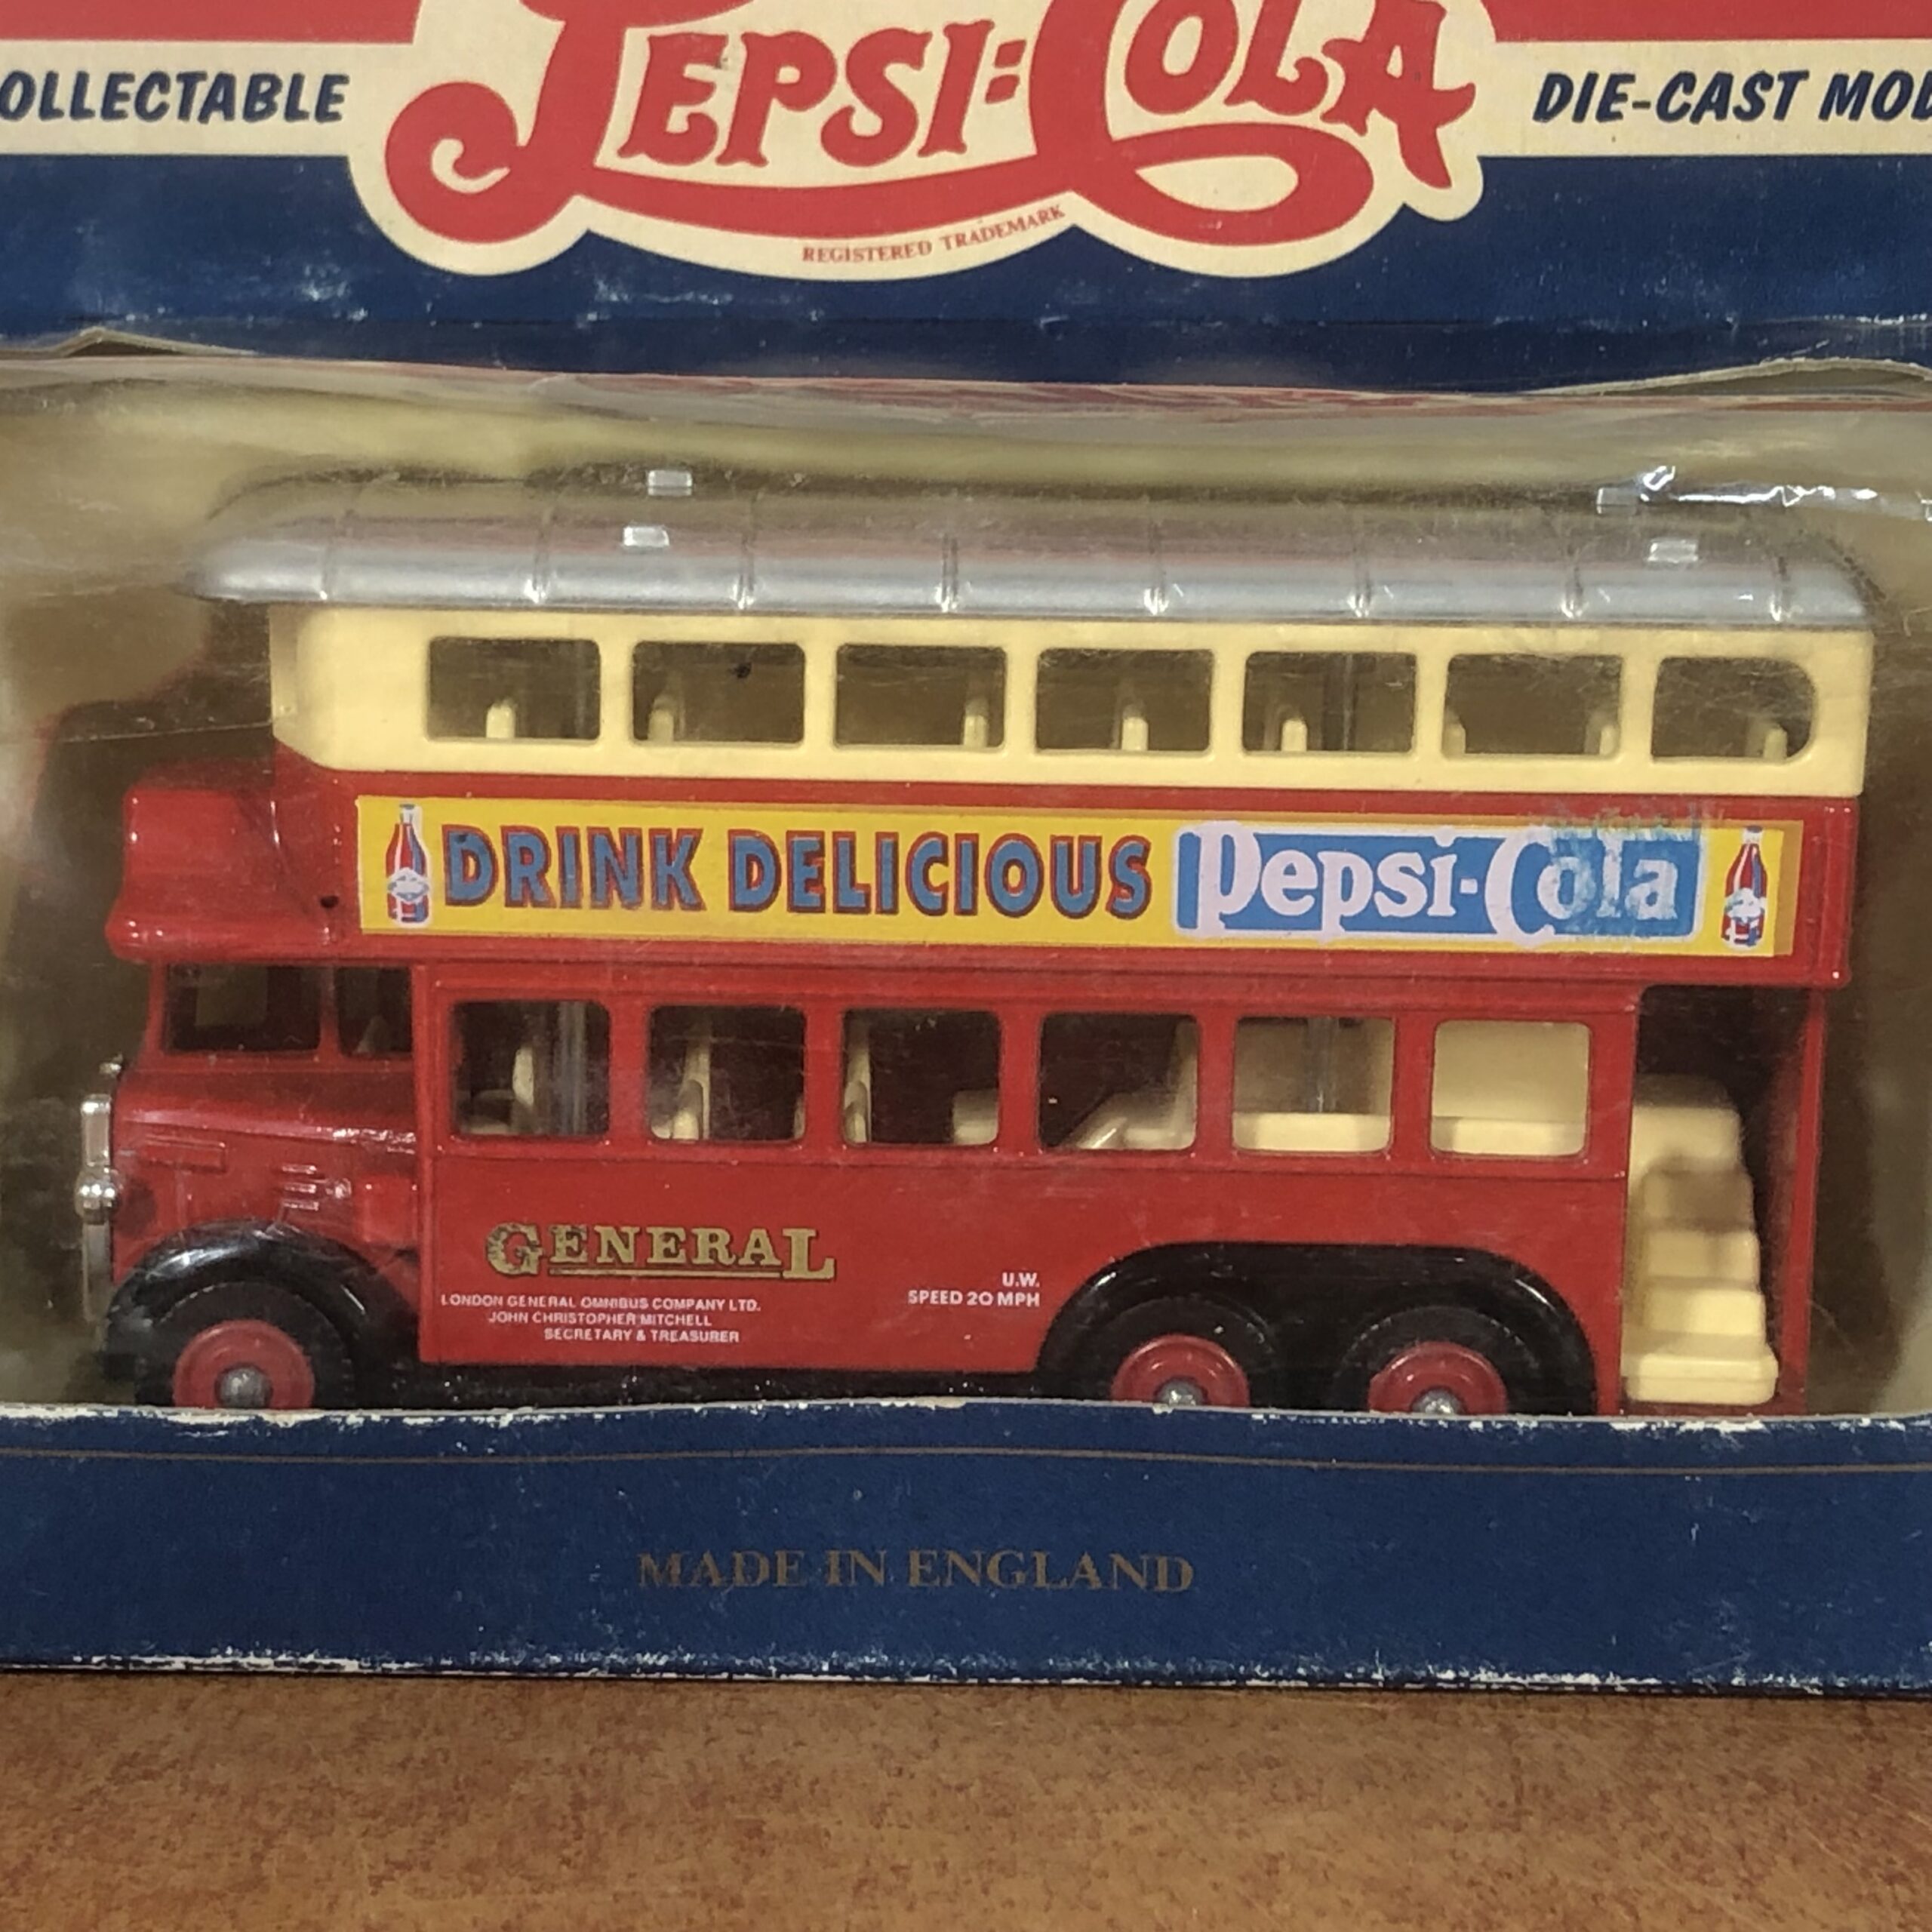 OLLECTABLE
PEPSI:COLA
DIE-CAST MOD
REGISTERED TRADEMARK
DRINK DELICIOUS Pepsi-Cola
GENERAL
LONDON GENERAL OMNIBUS COMPANY LTD.
JOHN CHRISTOPHER MITCHELL
SECRETARY & TREASURER
U.W.
SPEED 20 MPH
MADE IN ENGLAND